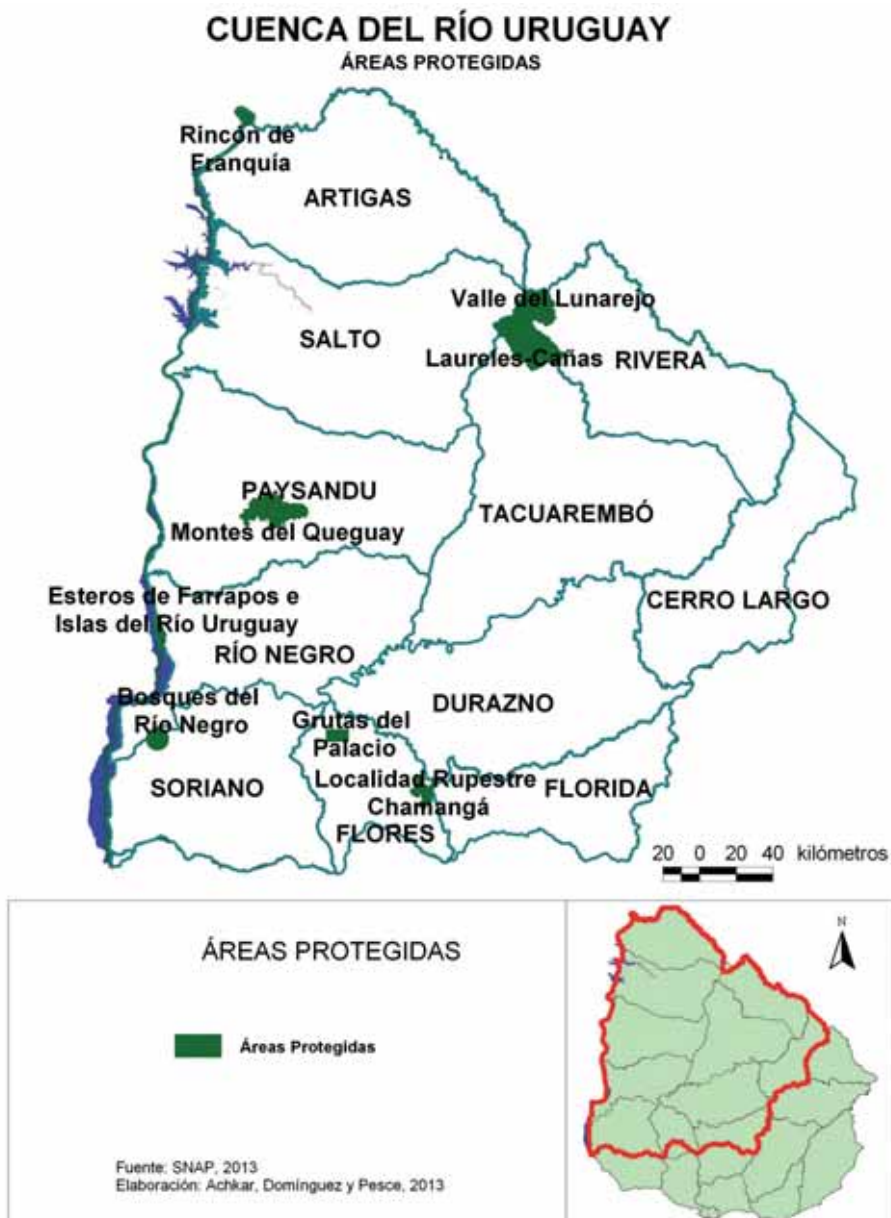 CUENCA DEL RÍO URUGUAY
ÁREAS PROTEGIDAS
Rincón de
Franquía
ARTIGAS
Valle del Lunarejo
SALTO
Laureles-Cañas
RIVERA
PAYSANDU
Montes del Queguay
TACUAREMBÓ
Esteros de Farrapos e
Islas del Río Uruguay
CERRO LARGO
RÍO NEGRO
Bosques del
Río Negro
DURAZNO
Grutas del
Palacio
SORIANO
Localidad Rupestre
Chamangá
FLORIDA
FLORES
20 0 20 40 kilómetros
ÁREAS PROTEGIDAS
N
Áreas Protegidas
Fuente: SNAP, 2013
Elaboración: Achkar, Domínguez y Pesce, 2013